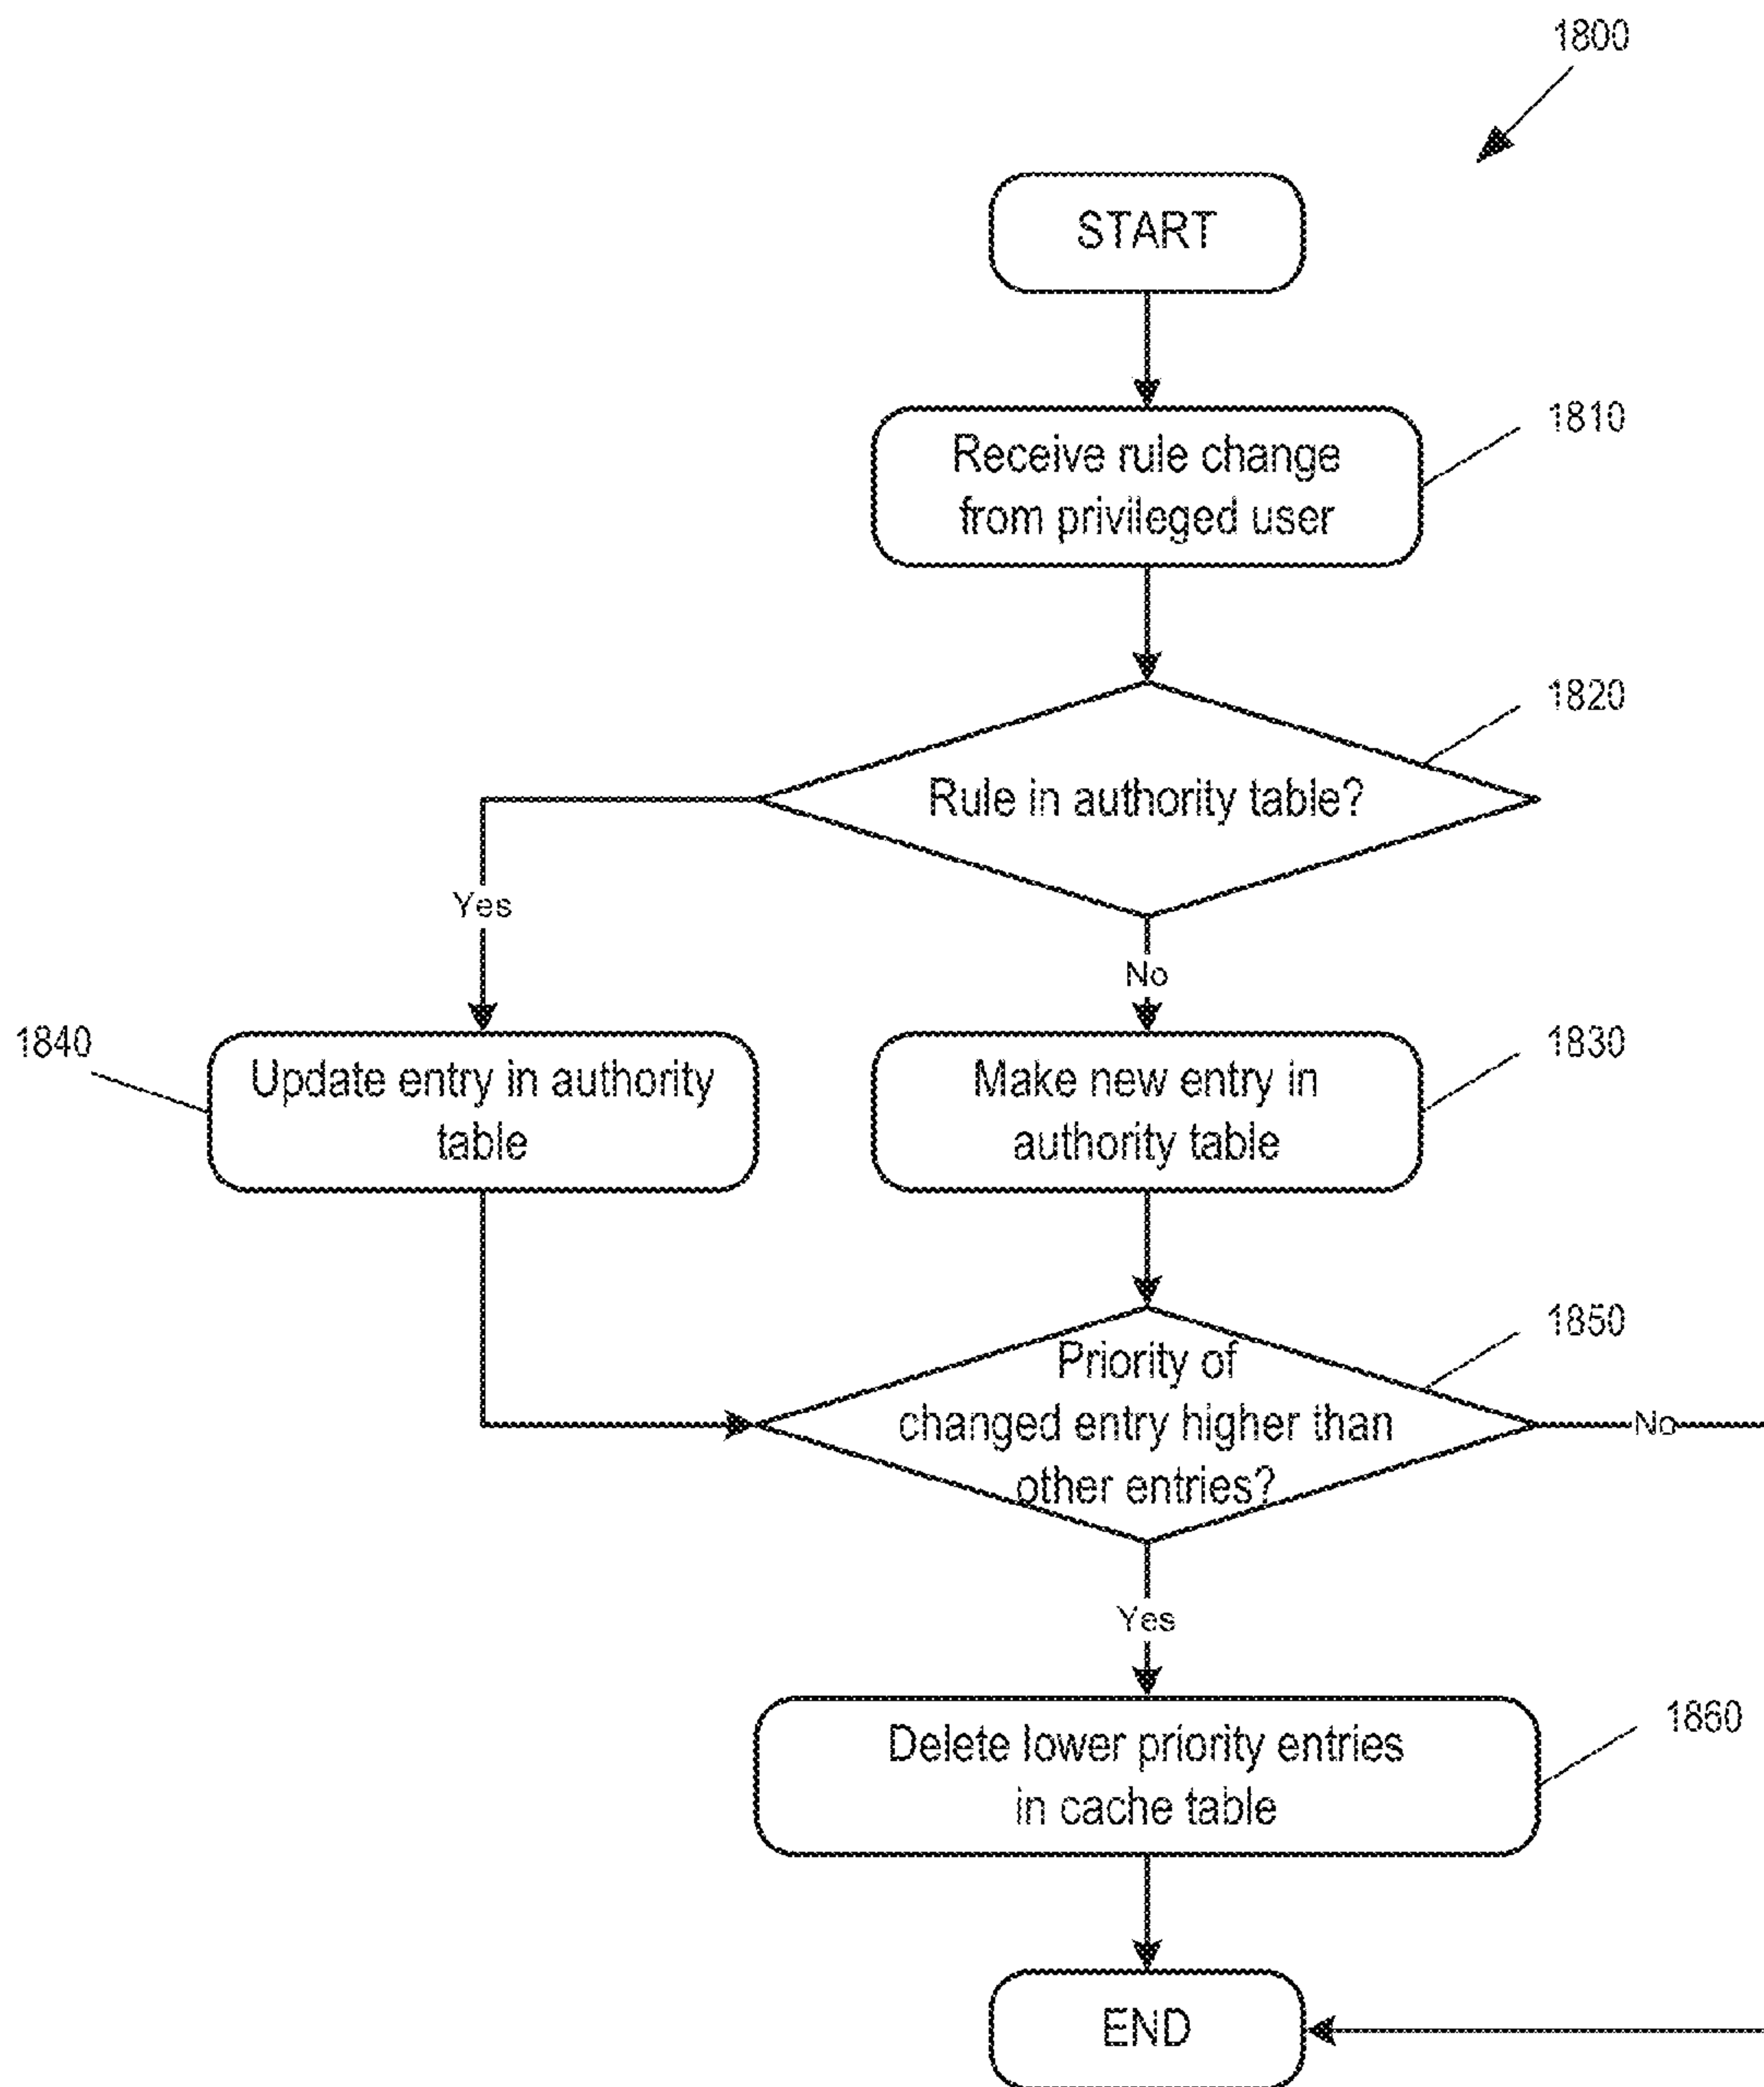 1800
START
Receive rule change
from privileged user
1810
Rule in authority table?
1820
Yes
No
1840
Update entry in authority
table
Make new entry in
authority table
1830
Priority of
changed entry higher than
other entries?
1850
No
Yes
Delete lower priority entries
in cache table
1860
END